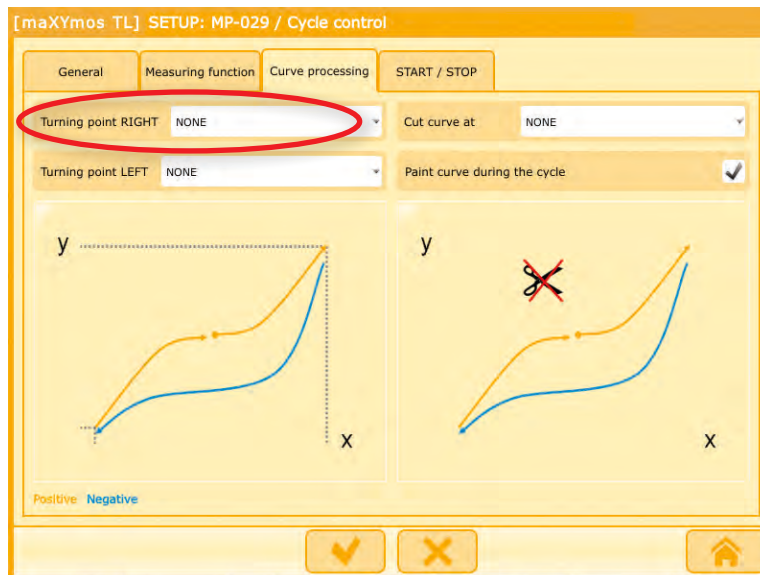 [maXYmos TL] SETUP: MP-029 / Cycle control
General Measuring function Curve processing START / STOP
Turning point RIGHT NONE Cut curve at NONE
Turning point LEFT NONE Paint curve during the cycle
y y
x x
Positive Negative